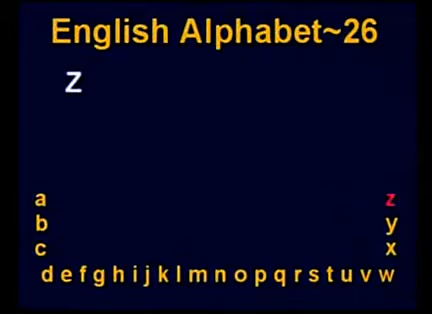 English Alphabet~26
Z
a z
b y
c x
d e f g h i j k l m n o p q r s t u v w